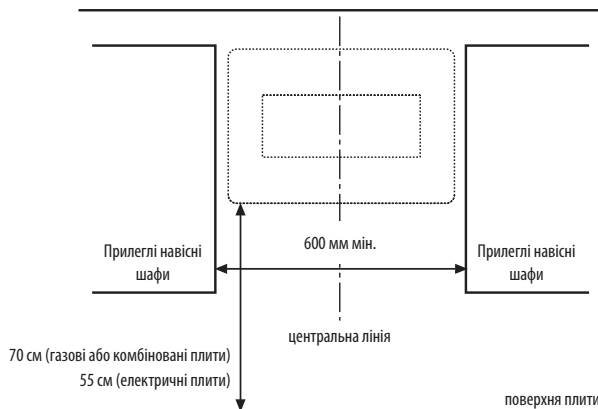 Прилеглі навісні
шафи
600 мм мін.
Прилеглі навісні
шафи
центральна лінія
70 см (газові або комбіновані плити)
55 см (електричні плити)
поверхня плити